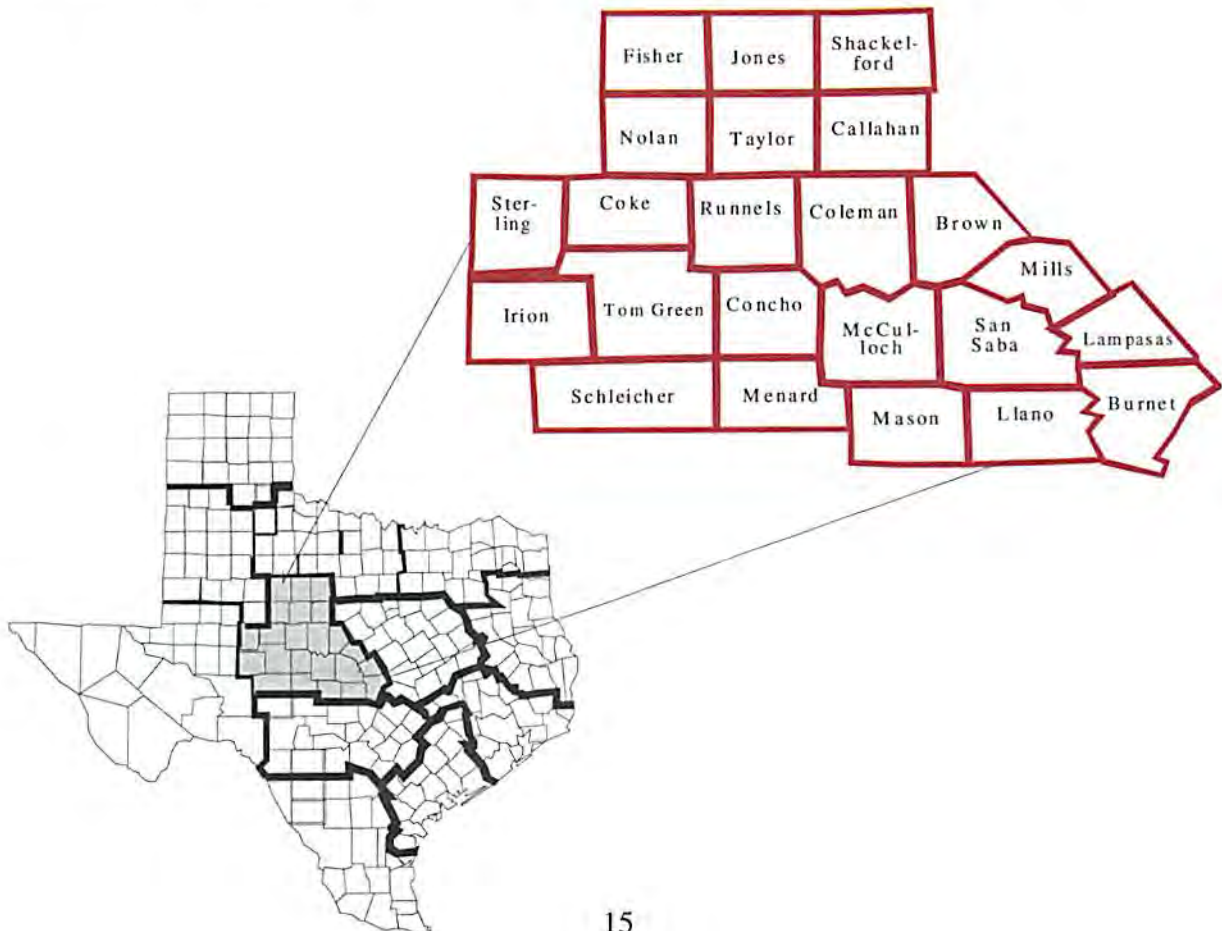 Fisher
Jones
Shackel-
ford
Nolan
Taylor
Callahan
Ster-
ling
Coke
Runnels
Coleman
Brown
Mills
Irion
Tom Green
Concho
McCul-
loch
San
Saba
Lampasas
Schleicher
Menard
Mason
Llano
Burnet
15